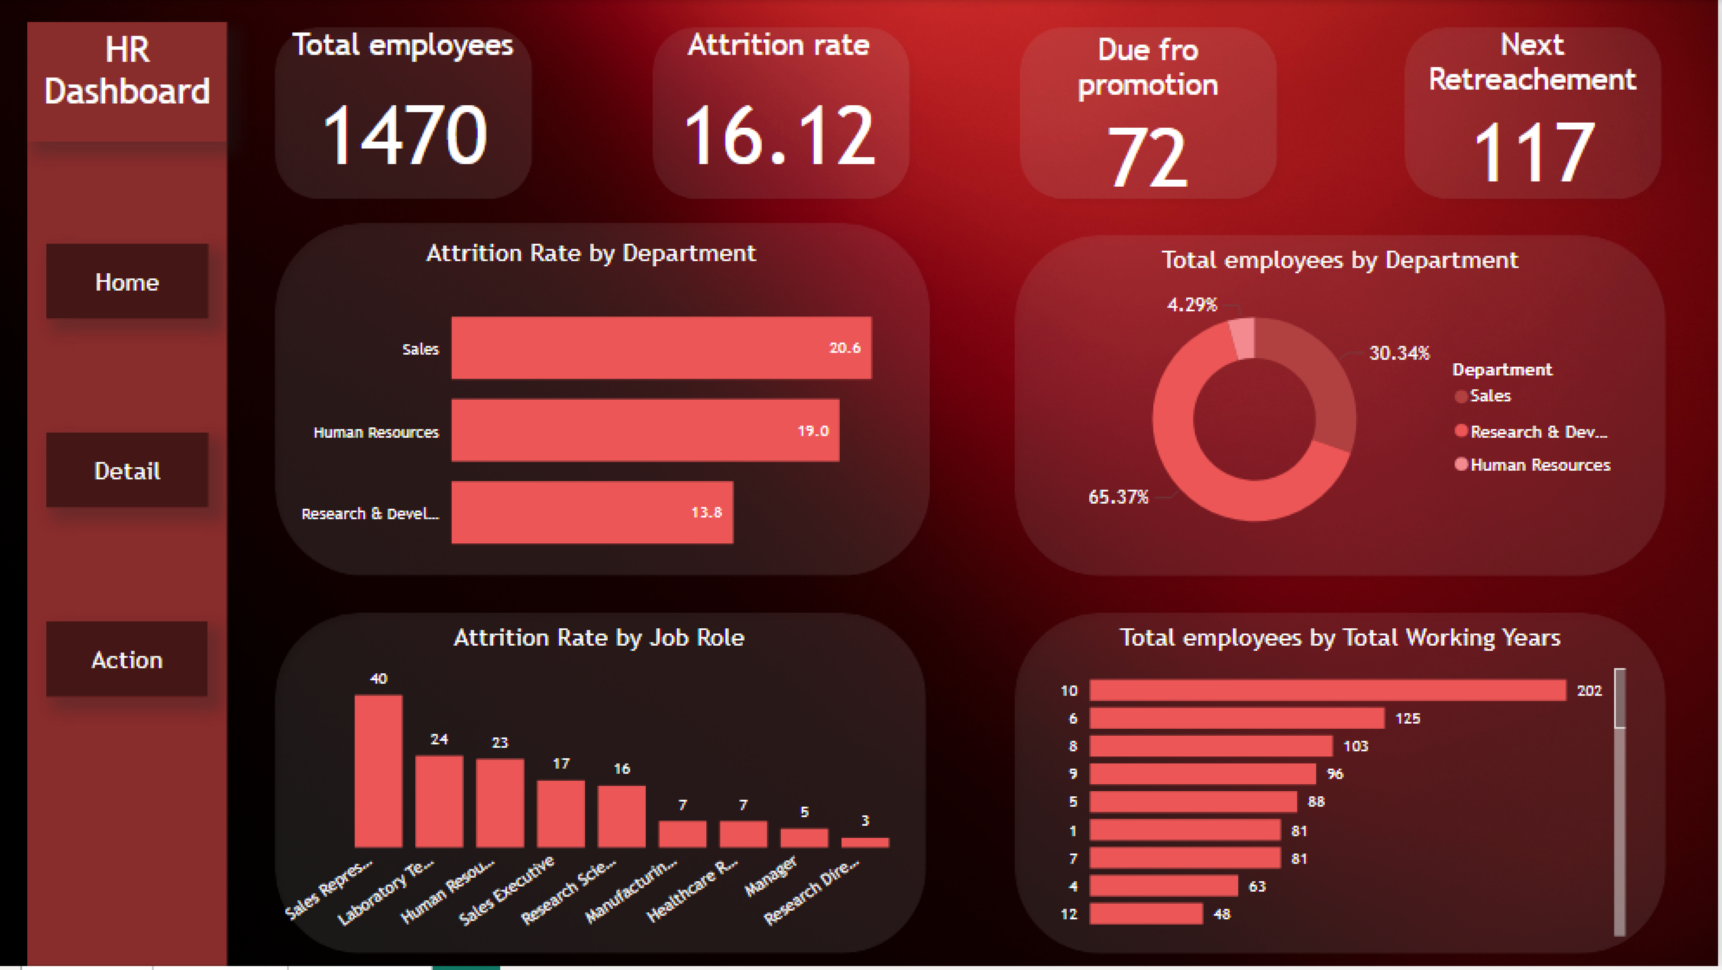 HR
Dashboard
Home
Detail
Action
Total employees
1470
Attrition rate
16.12
Due fro
promotion
72
Next
Retreachement
117
Attrition Rate by Department
Sales
20.6
Human Resources
19.0
Research & Devel...
13.8
Total employees by Department
4.29%
30.34%
65.37%
Department
Sales
Research & Dev...
Human Resources
Attrition Rate by Job Role
40
24
23
17
16
7
7
5
3
Sales Repres...
Laboratory Te...
Human Resou...
Sales Executive
Research Scie...
Manufacturin...
Healthcare R...
Manager
Research Dire...
Total employees by Total Working Years
10 202
6 125
8 103
9 96
5 88
1 81
7 81
4 63
12 48